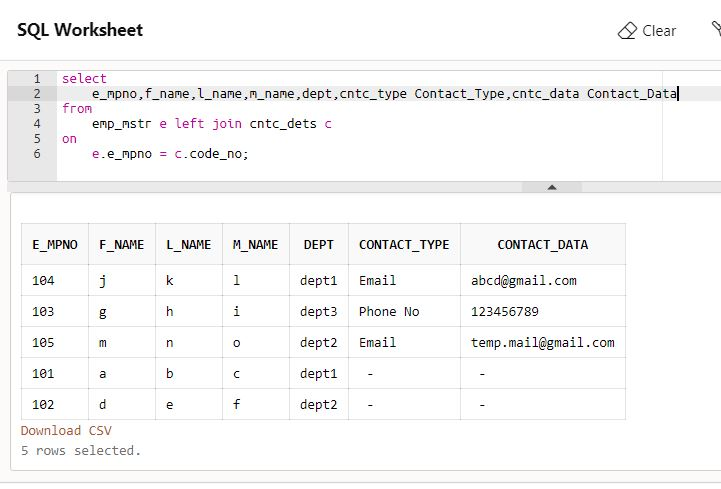 SQL Worksheet
Clear
1 select
2 e_mpno,f_name,l_name,m_name,dept,cntc_type Contact_Type,cntc_data Contact_Data
3 from
4 emp_mstr e left join cntc_dets c
5 on
6 e.e_mpno = c.code_no;
E_MPNO F_NAME L_NAME M_NAME DEPT CONTACT_TYPE CONTACT_DATA
104 j k l dept1 Email abcd@gmail.com
103 g h i dept3 Phone No 123456789
105 m n o dept2 Email temp.mail@gmail.com
101 a b c dept1 - -
102 d e f dept2 - -
Download CSV
5 rows selected.